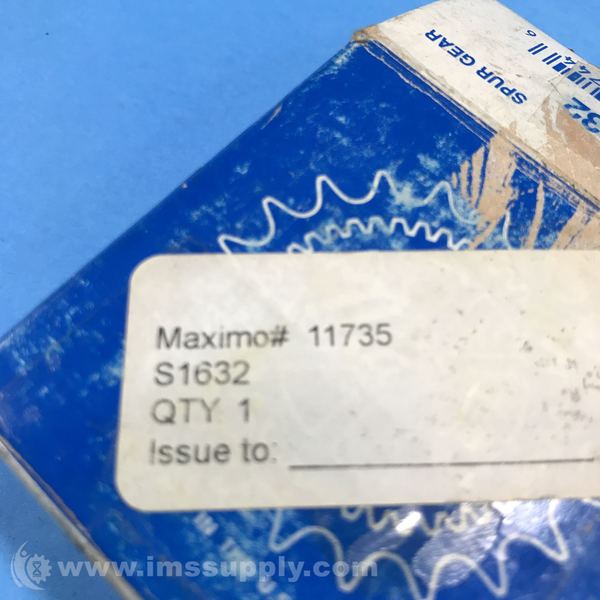 SPUR GEAR
Maximo# 11735
S1632
QTY 1
Issue to:
www.imssupply.com